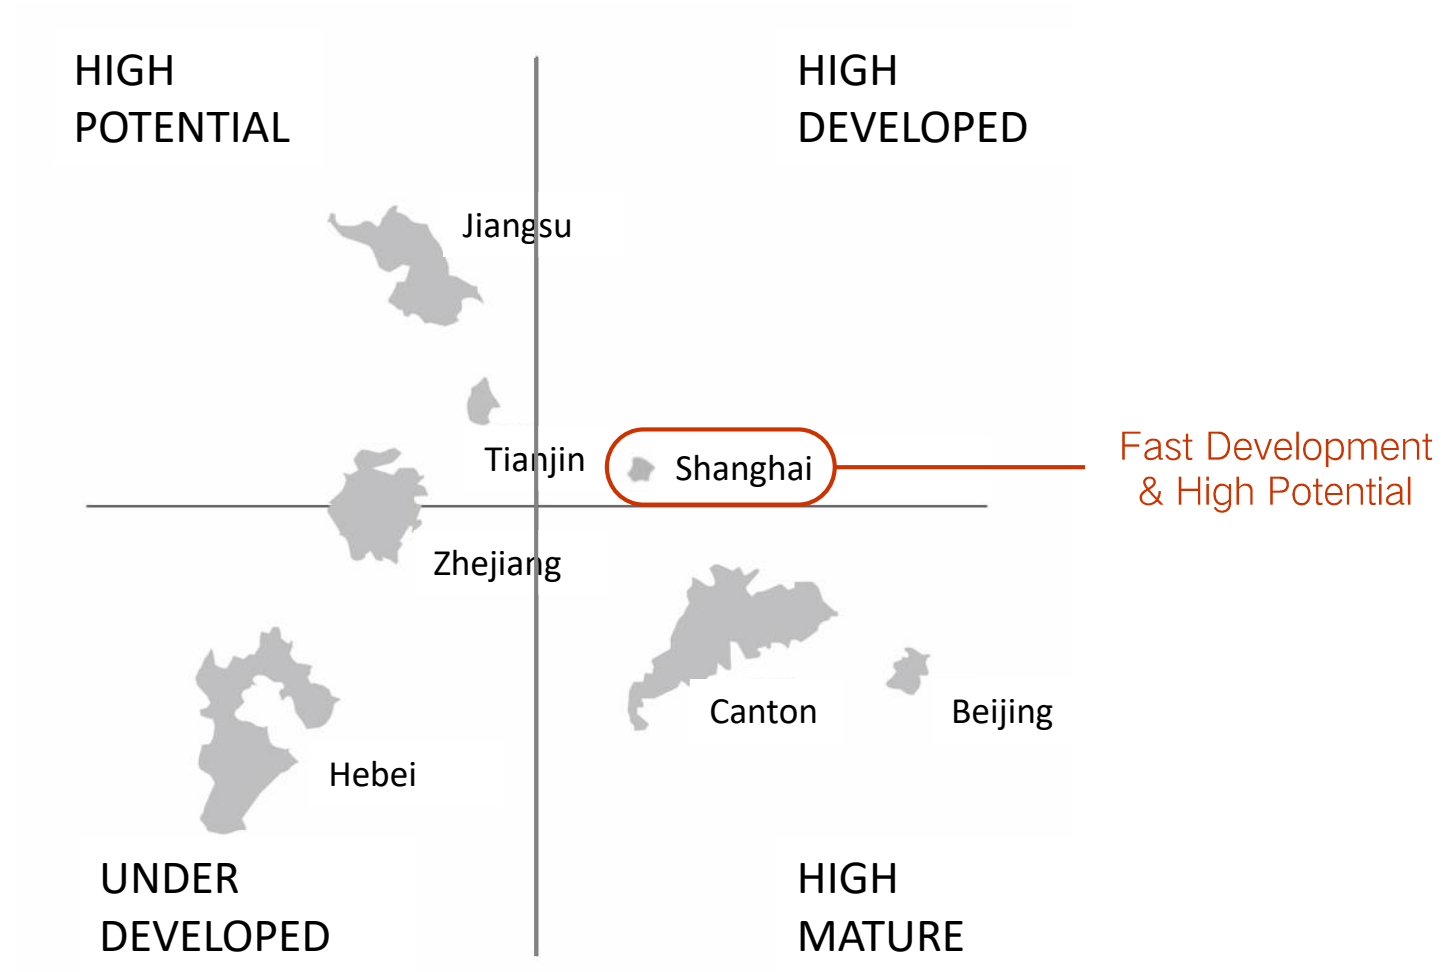 HIGH
POTENTIAL
HIGH
DEVELOPED
Jiangsu
Tianjin
Shanghai
Fast Development
& High Potential
Zhejiang
Canton
Beijing
Hebei
UNDER
DEVELOPED
HIGH
MATURE